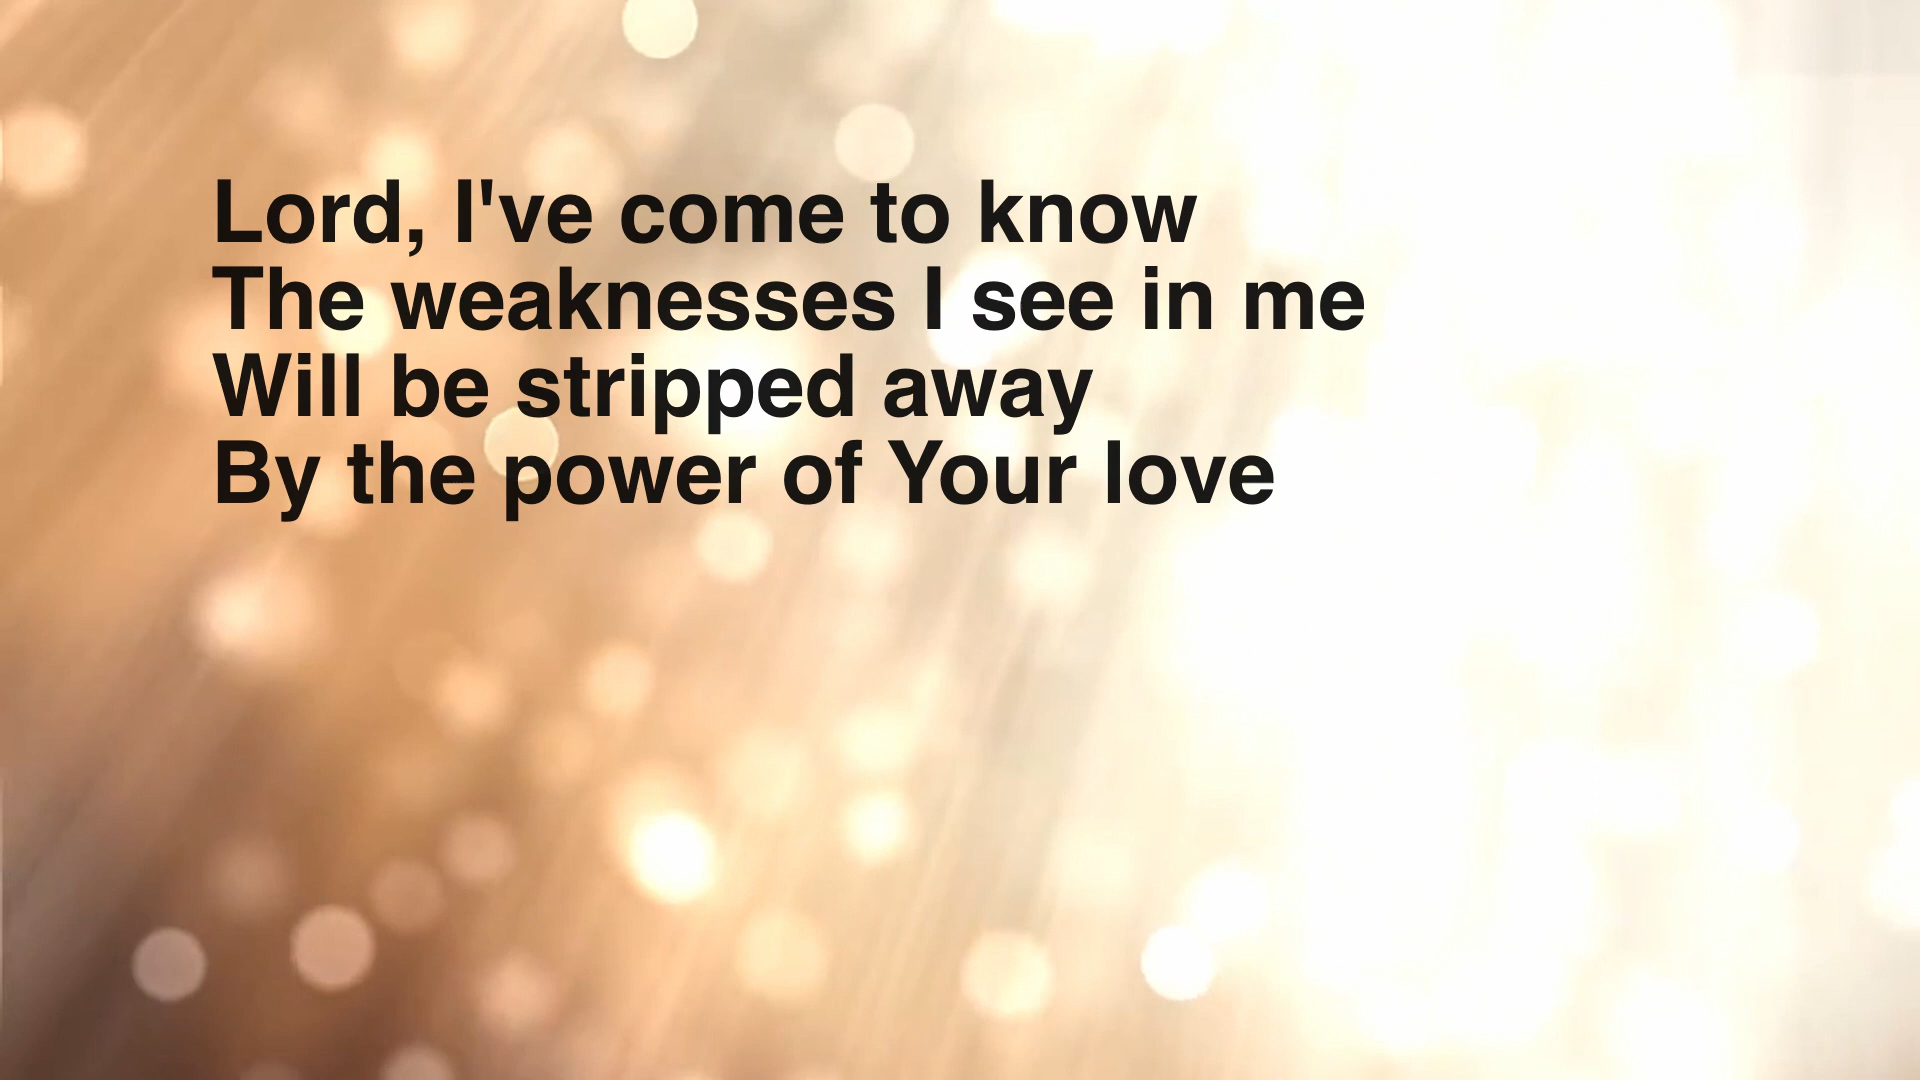 Lord, I've come to know
The weaknesses I see in me
Will be stripped away
By the power of Your love